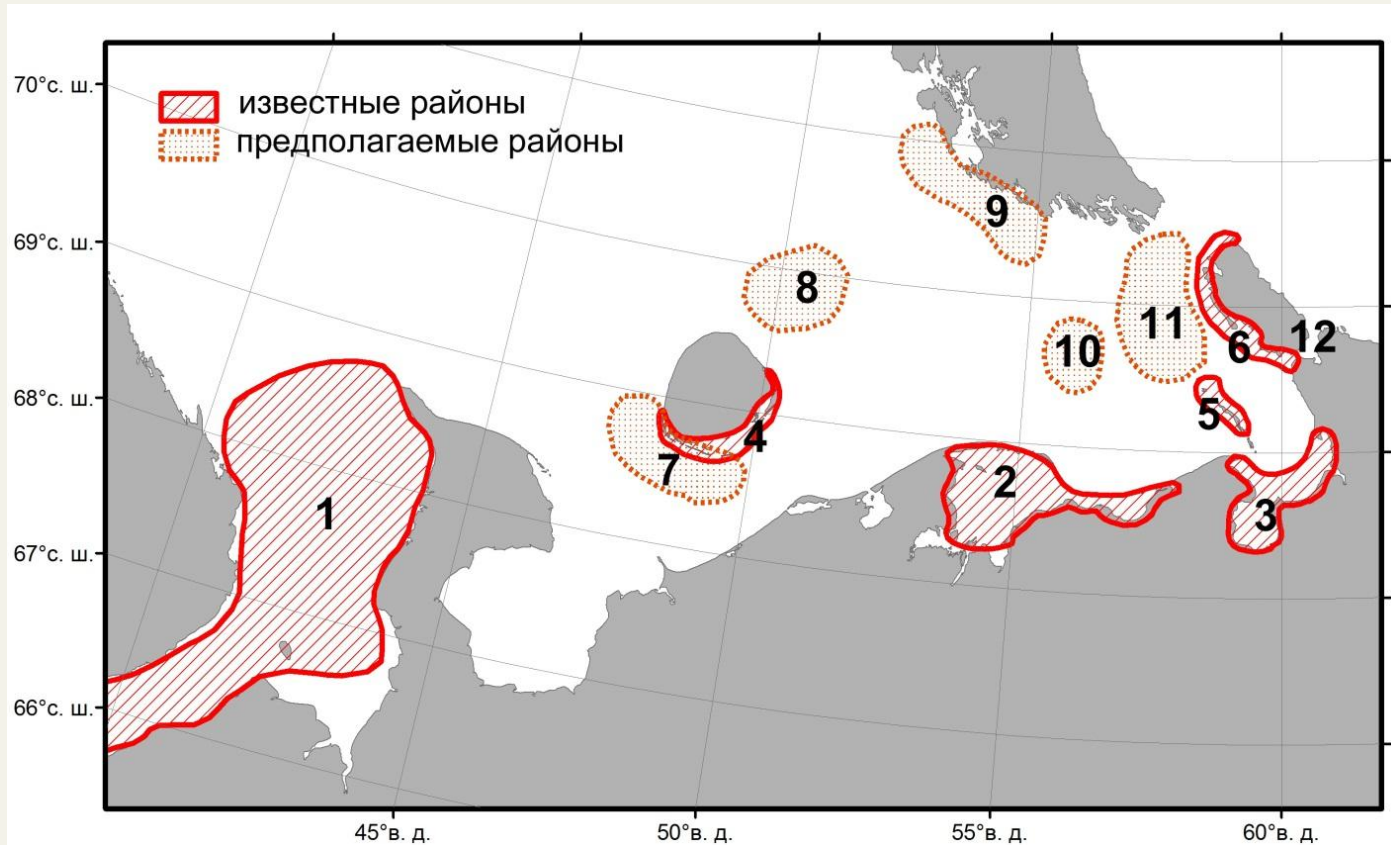 70°с. ш.
известные районы
предполагаемые районы
9
69°с. ш.
8
11
12
10
6
68°с. ш.
5
4
7
2
1
3
67°с. ш.
66°с. ш.
45°в. д.
50°в. д.
55°в. д.
60°в. д.